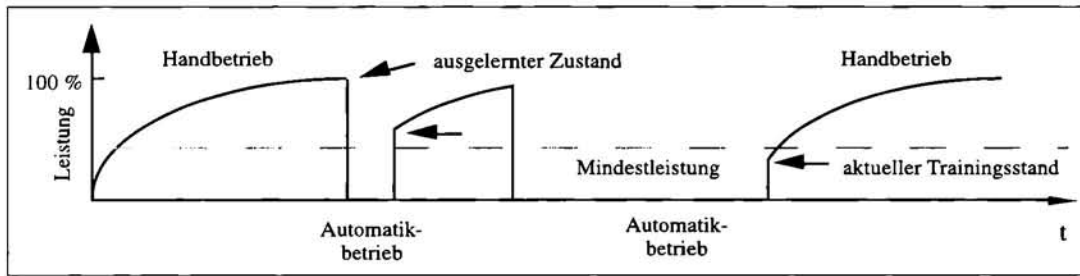 Handbetrieb
ausgelernter Zustand
Handbetrieb
100 %
Leistung
Mindestleistung
aktueller Trainingsstand
Automatik-
betrieb
Automatik-
betrieb
t